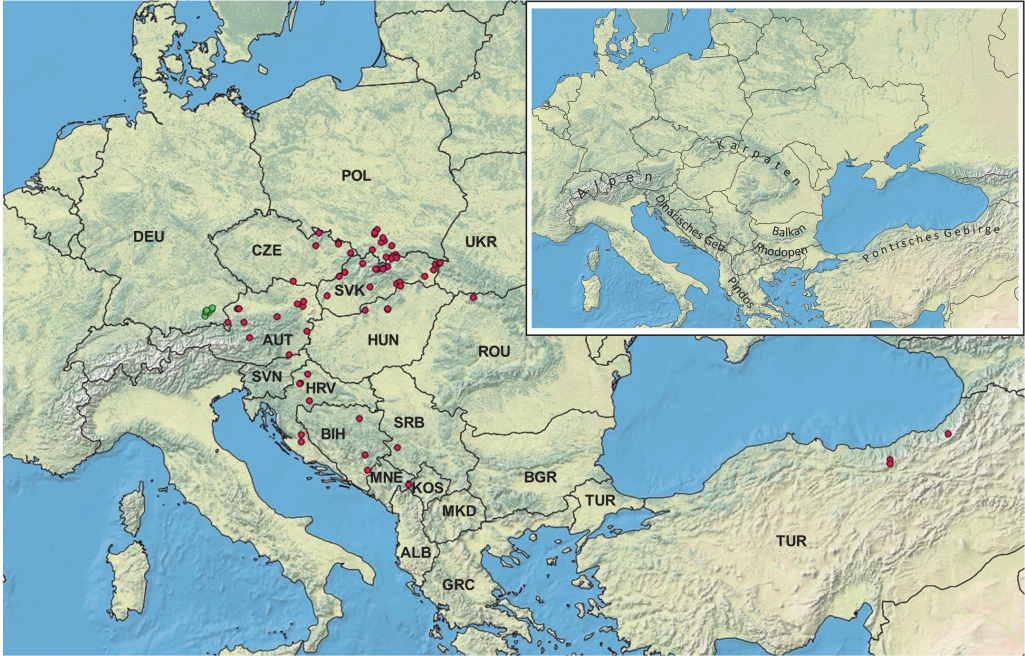 POL
DEU
CZE
UKR
SVK
AUT
HUN
ROU
SVN
HRV
BIH
SRB
MNE
KOS
BGR
MKD
TUR
ALB
GRC
TUR
Karpaten
Alpen
Dinarisches Geb.
Balkan
Rhodopen
Pontisches Gebirge
Pindos